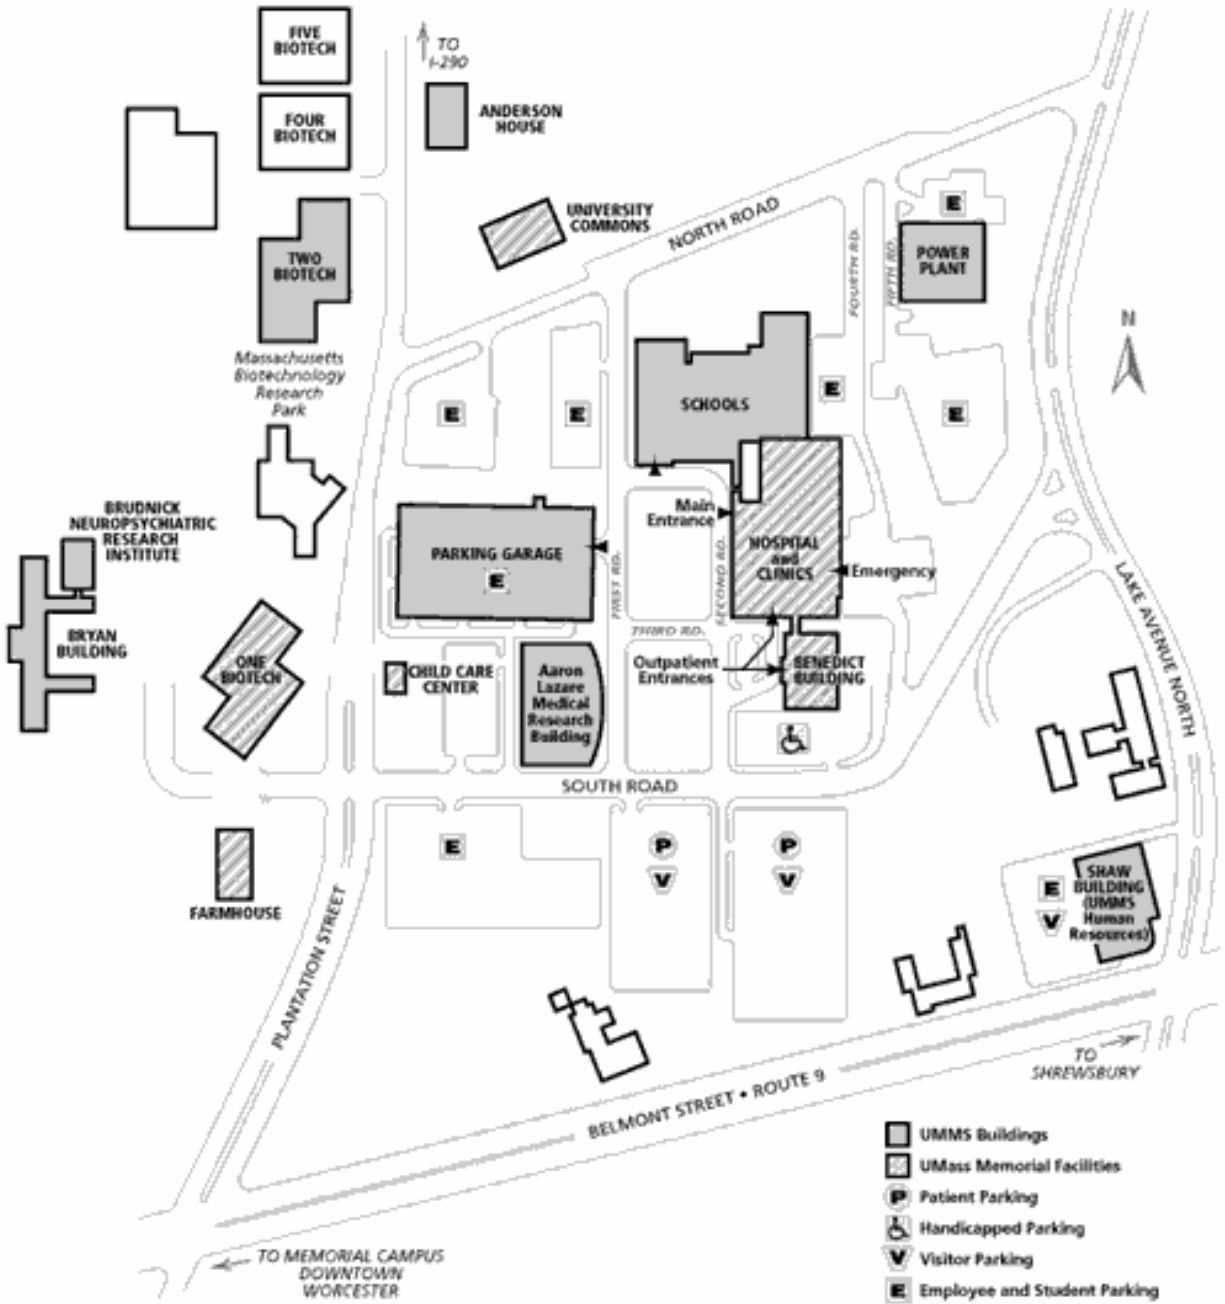 FIVE
BIOTECH
TO
I-290
FOUR
BIOTECH
ANDERSON
HOUSE
UNIVERSITY
COMMONS
NORTH ROAD
E
TWO
BIOTECH
FOURTH RD.
FIFTH RD.
POWER
PLANT
N
Massachusetts
Biotechnology
Research
Park
E
E
SCHOOLS
E
E
BRUDNICK
NEUROPSYCHIATRIC
RESEARCH
INSTITUTE
Main
Entrance
PARKING GARAGE
E
FIRST RD.
SECOND RD.
HOSPITAL
and
CLINICS
Emergency
LAKE AVENUE NORTH
BRYAN
BUILDING
ONE
BIOTECH
CHILD CARE
CENTER
Aaron
Lazare
Medical
Research
Building
THIRD RD.
Outpatient
Entrances
BENEDICT
BUILDING
SOUTH ROAD
E
P
V
P
V
FARMHOUSE
PLANTATION STREET
E
V
SHAW
BUILDING
(UMMS
Human
Resources)
TO
SHREWSBURY
BELMONT STREET • ROUTE 9
TO MEMORIAL CAMPUS
DOWNTOWN
WORCESTER
UMMS Buildings
UMass Memorial Facilities
P Patient Parking
Handicapped Parking
V Visitor Parking
E Employee and Student Parking